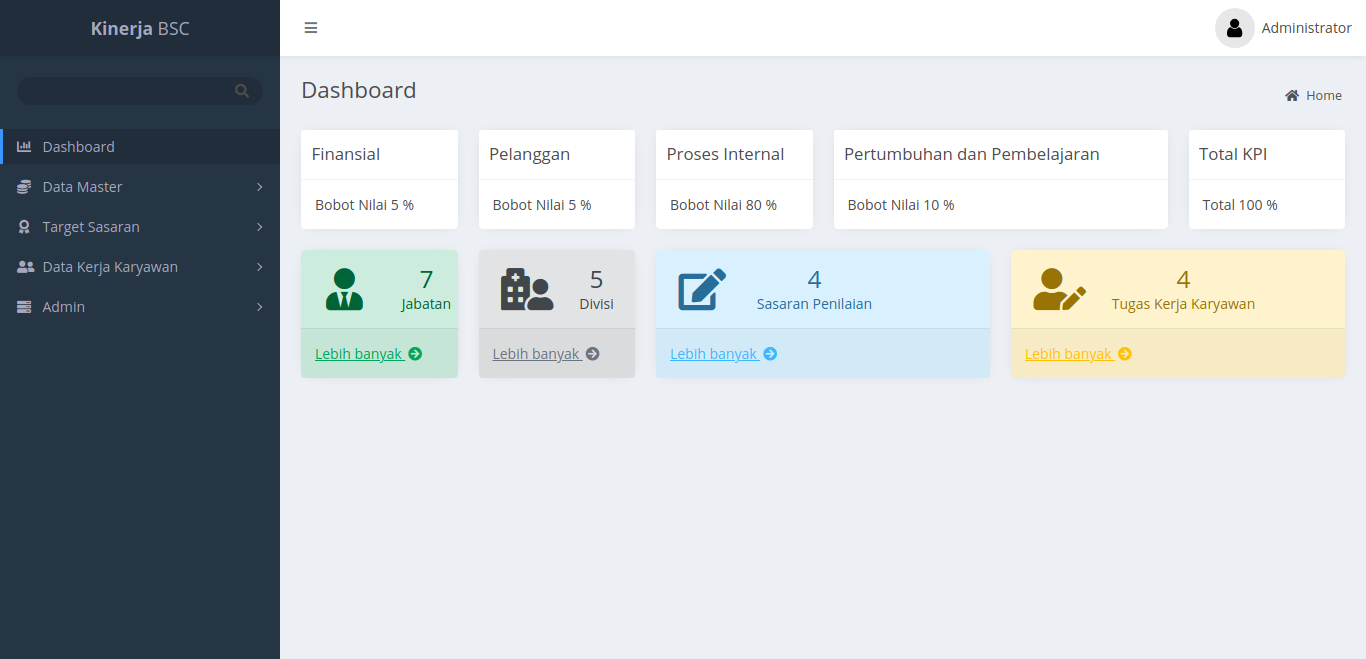 Kinerja BSC
Administrator
Dashboard
Home
Dashboard
Data Master
Target Sasaran
Data Kerja Karyawan
Admin
Finansial
Bobot Nilai 5 %
Pelanggan
Bobot Nilai 5 %
Proses Internal
Bobot Nilai 80 %
Pertumbuhan dan Pembelajaran
Bobot Nilai 10 %
Total KPI
Total 100 %
7
Jabatan
Lebih banyak
5
Divisi
Lebih banyak
4
Sasaran Penilaian
Lebih banyak
4
Tugas Kerja Karyawan
Lebih banyak